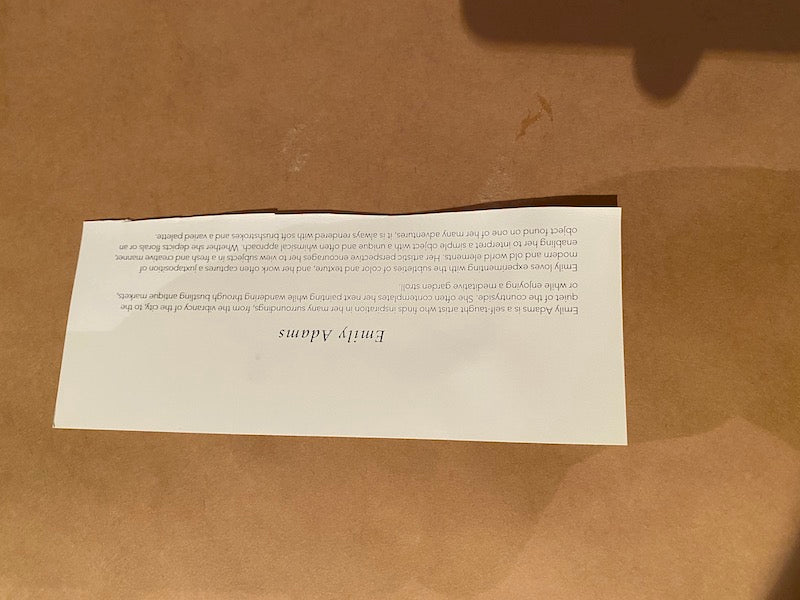 Emily Adams
Emily Adams is a self-taught artist who finds inspiration in her many surroundings, from the vibrancy of the city, to the
quiet of the countryside. She often contemplates her next painting while wandering through bustling antique markets,
or while enjoying a meditative garden stroll.
Emily loves experimenting with the subtleties of color and texture, and her work often captures a juxtaposition of
modern and old world elements. Her artistic perspective encourages her to view subjects in a fresh and creative manner,
enabling her to interpret a simple object with a unique and often whimsical approach. Whether she depicts florals or an
object found on one of her many adventures, it is always rendered with soft brushstrokes and a varied palette.